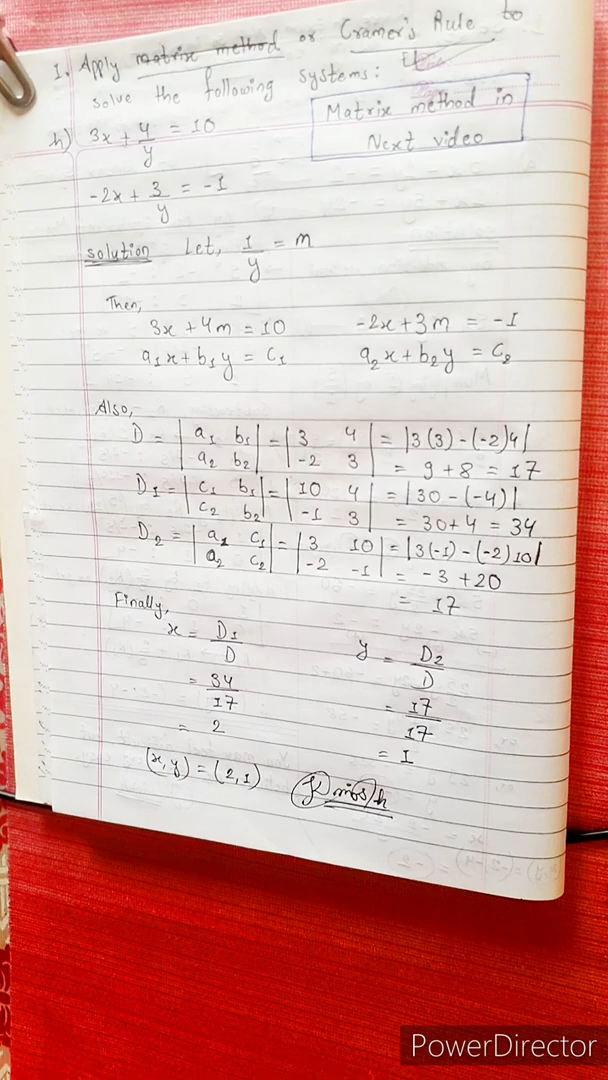 1. Apply matrix method or Cramer's Rule to
solve the following systems:
Matrix method in
Next video
h) 3x + 4/y = 10
-2x + 3/y = -1
solution Let, 1/y = m
Then,
3x + 4m = 10 -2x + 3m = -1
a₁x + b₁y = c₁ a₂x + b₂y = c₂
Also,
D = |a₁ b₁| = |3 4| = |3(3) - (-2)4|
|a₂ b₂| |-2 3| = 9 + 8 = 17
D₁ = |c₁ b₁| = |10 4| = |30 - (-4)|
|c₂ b₂| |-1 3| = 30 + 4 = 34
D₂ = |a₁ c₁| = |3 10| = |3(-1) - (-2)10|
|a₂ c₂| |-2 -1| = -3 + 20
= 17
Finally,
x = D₁/D y = D₂/D
= 34/17 = 17/17
= 2 = 1
(x, y) = (2, 1)
PowerDirector